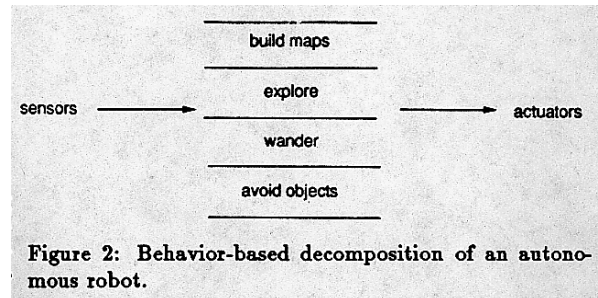 build maps
explore
sensors
actuators
wander
avoid objects
Figure 2: Behavior-based decomposition of an autono-
mous robot.